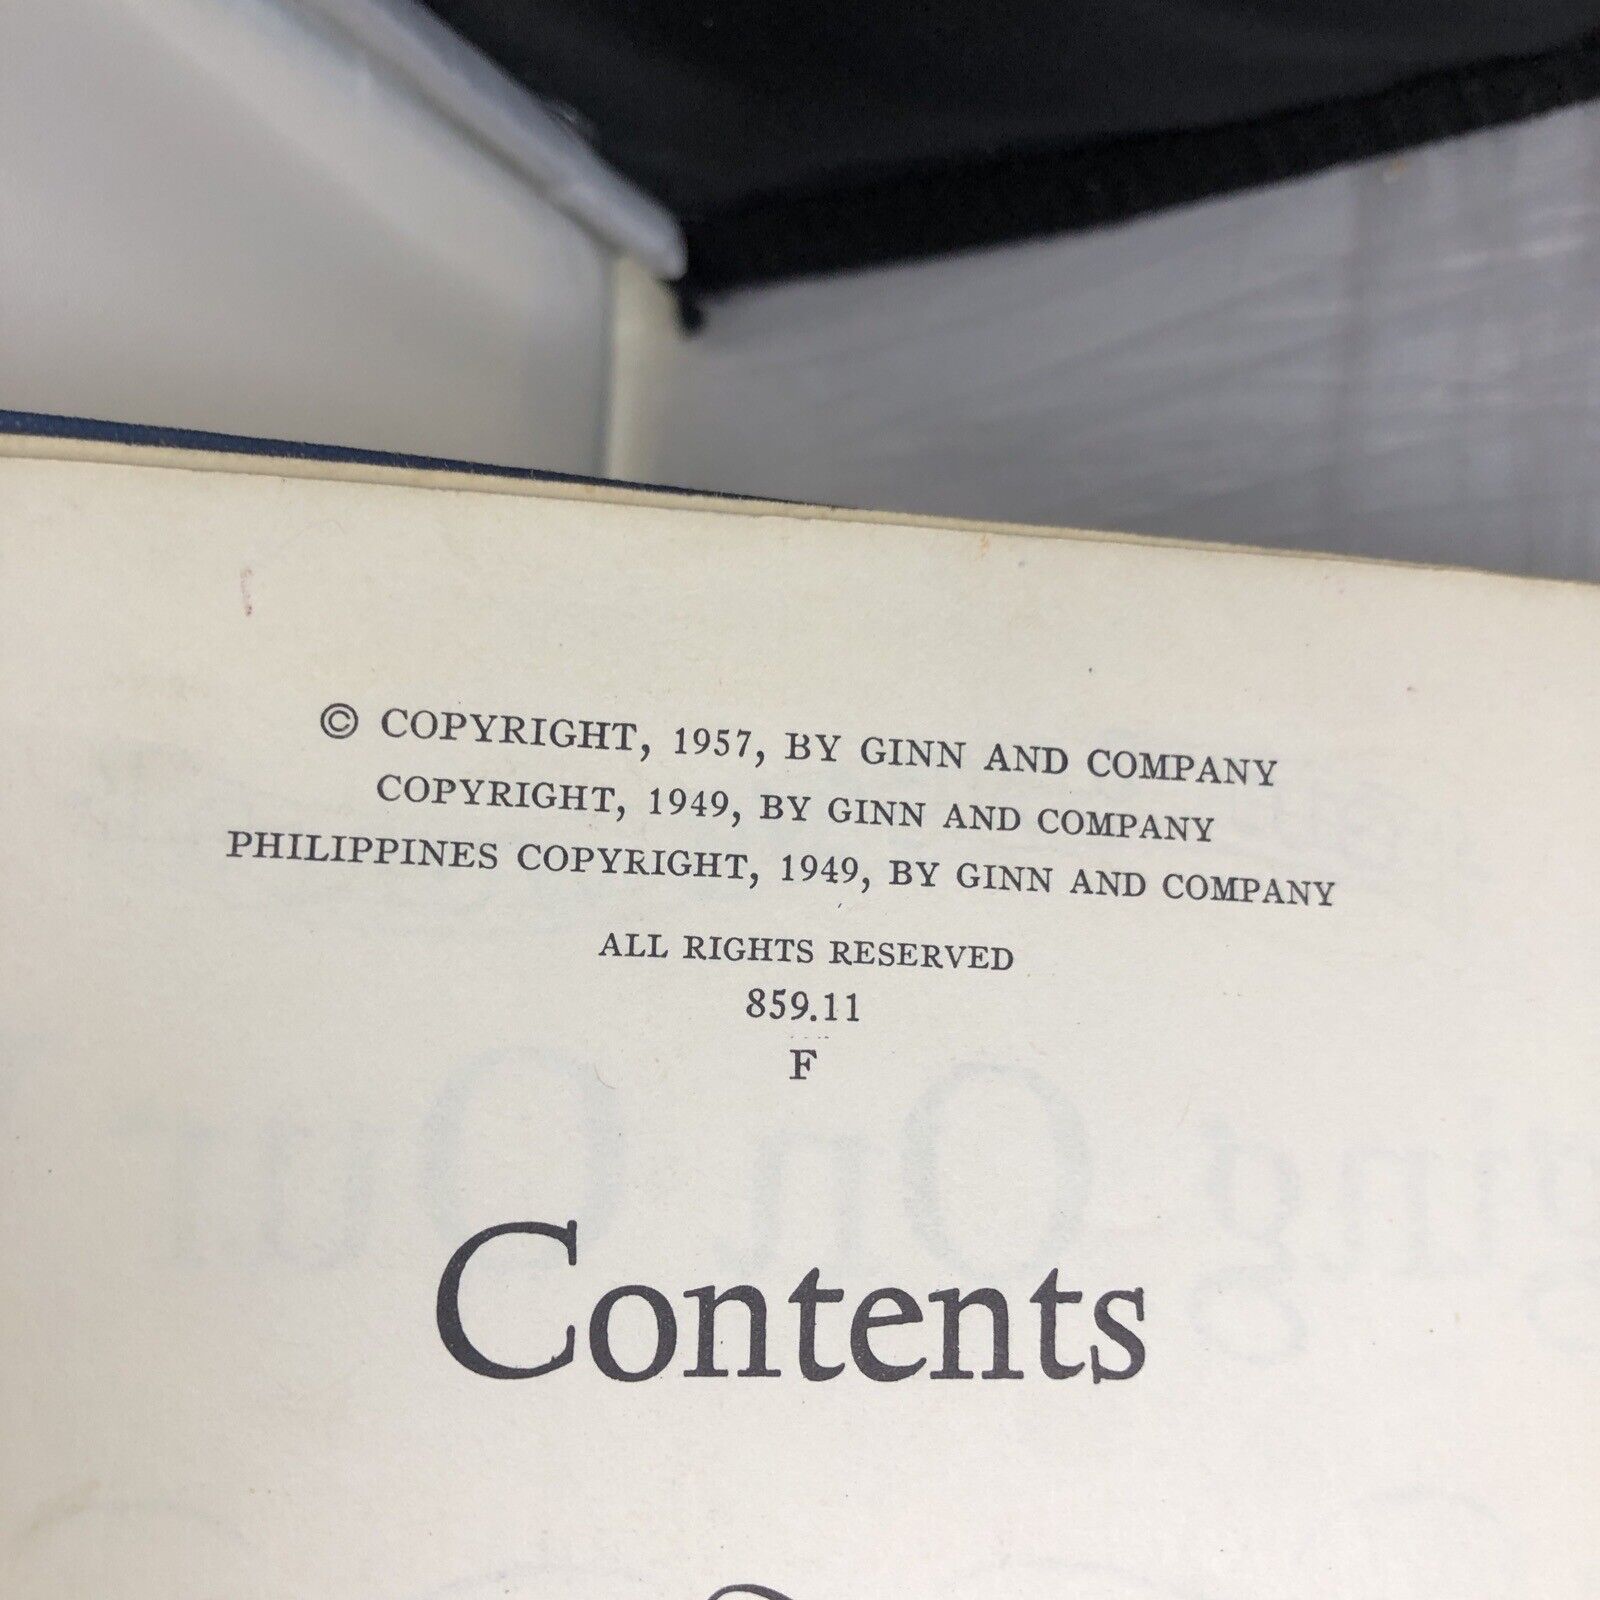 © COPYRIGHT, 1957, BY GINN AND COMPANY
COPYRIGHT, 1949, BY GINN AND COMPANY
PHILIPPINES COPYRIGHT, 1949, BY GINN AND COMPANY
ALL RIGHTS RESERVED
859.11
F
Contents